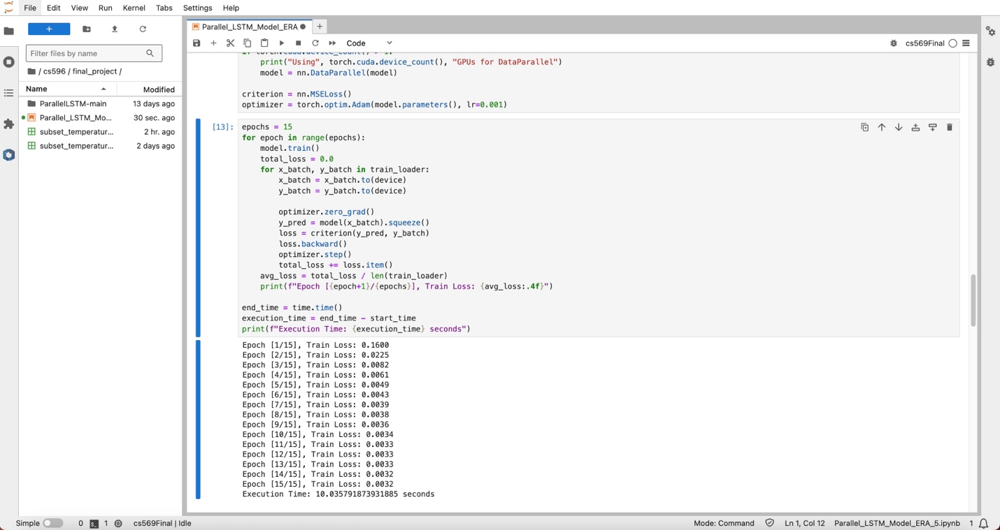 File Edit View Run Kernel Tabs Settings Help
+
Filter files by name
/ cs596 / final_project /
Name Modified
ParallelLSTM-main 13 days ago
Parallel_LSTM_Mo... 30 sec. ago
subset_temperatur... 2 hr. ago
subset_temperatur... 2 days ago
Parallel_LSTM_Model_ERA
+
Code
cs569Final
print("Using", torch.cuda.device_count(), "GPUs for DataParallel")
model = nn.DataParallel(model)
criterion = nn.MSELoss()
optimizer = torch.optim.Adam(model.parameters(), lr=0.001)
[13]:
epochs = 15
for epoch in range(epochs):
model.train()
total_loss = 0.0
for x_batch, y_batch in train_loader:
x_batch = x_batch.to(device)
y_batch = y_batch.to(device)
optimizer.zero_grad()
y_pred = model(x_batch).squeeze()
loss = criterion(y_pred, y_batch)
loss.backward()
optimizer.step()
total_loss += loss.item()
avg_loss = total_loss / len(train_loader)
print(f"Epoch [{epoch+1}/{epochs}], Train Loss: {avg_loss:.4f}")
end_time = time.time()
execution_time = end_time - start_time
print(f"Execution Time: {execution_time} seconds")
Epoch [1/15], Train Loss: 0.1600
Epoch [2/15], Train Loss: 0.0225
Epoch [3/15], Train Loss: 0.0082
Epoch [4/15], Train Loss: 0.0061
Epoch [5/15], Train Loss: 0.0049
Epoch [6/15], Train Loss: 0.0043
Epoch [7/15], Train Loss: 0.0039
Epoch [8/15], Train Loss: 0.0038
Epoch [9/15], Train Loss: 0.0036
Epoch [10/15], Train Loss: 0.0034
Epoch [11/15], Train Loss: 0.0033
Epoch [12/15], Train Loss: 0.0033
Epoch [13/15], Train Loss: 0.0033
Epoch [14/15], Train Loss: 0.0032
Epoch [15/15], Train Loss: 0.0032
Execution Time: 10.035791873931885 seconds
Simple 0 1 cs569Final | Idle Mode: Command Ln 1, Col 12 Parallel_LSTM_Model_ERA_5.ipynb 1